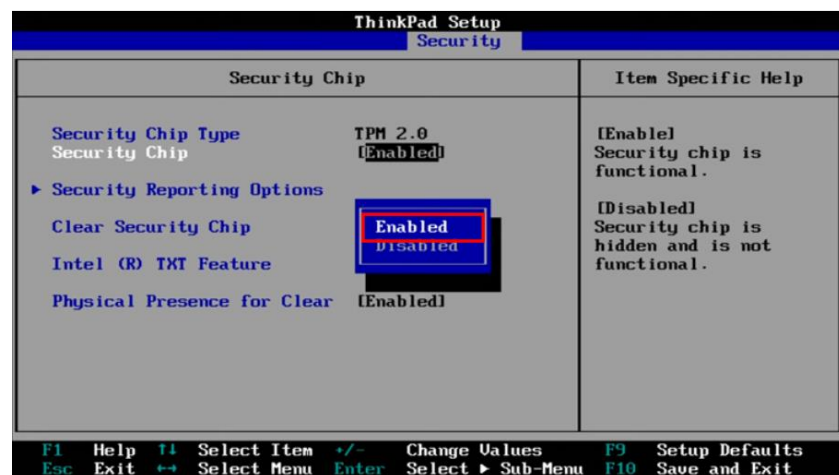 ThinkPad Setup
Security
Security Chip
Item Specific Help
Security Chip Type TPM 2.0
Security Chip [Enabled]
▶ Security Reporting Options
Clear Security Chip
Intel (R) TXT Feature
Physical Presence for Clear [Enabled]
Enabled
Disabled
[Enable]
Security chip is
functional.
[Disabled]
Security chip is
hidden and is not
functional.
F1 Help ↑↓ Select Item +/- Change Values F9 Setup Defaults
Esc Exit ←→ Select Menu Enter Select ▶ Sub-Menu F10 Save and Exit